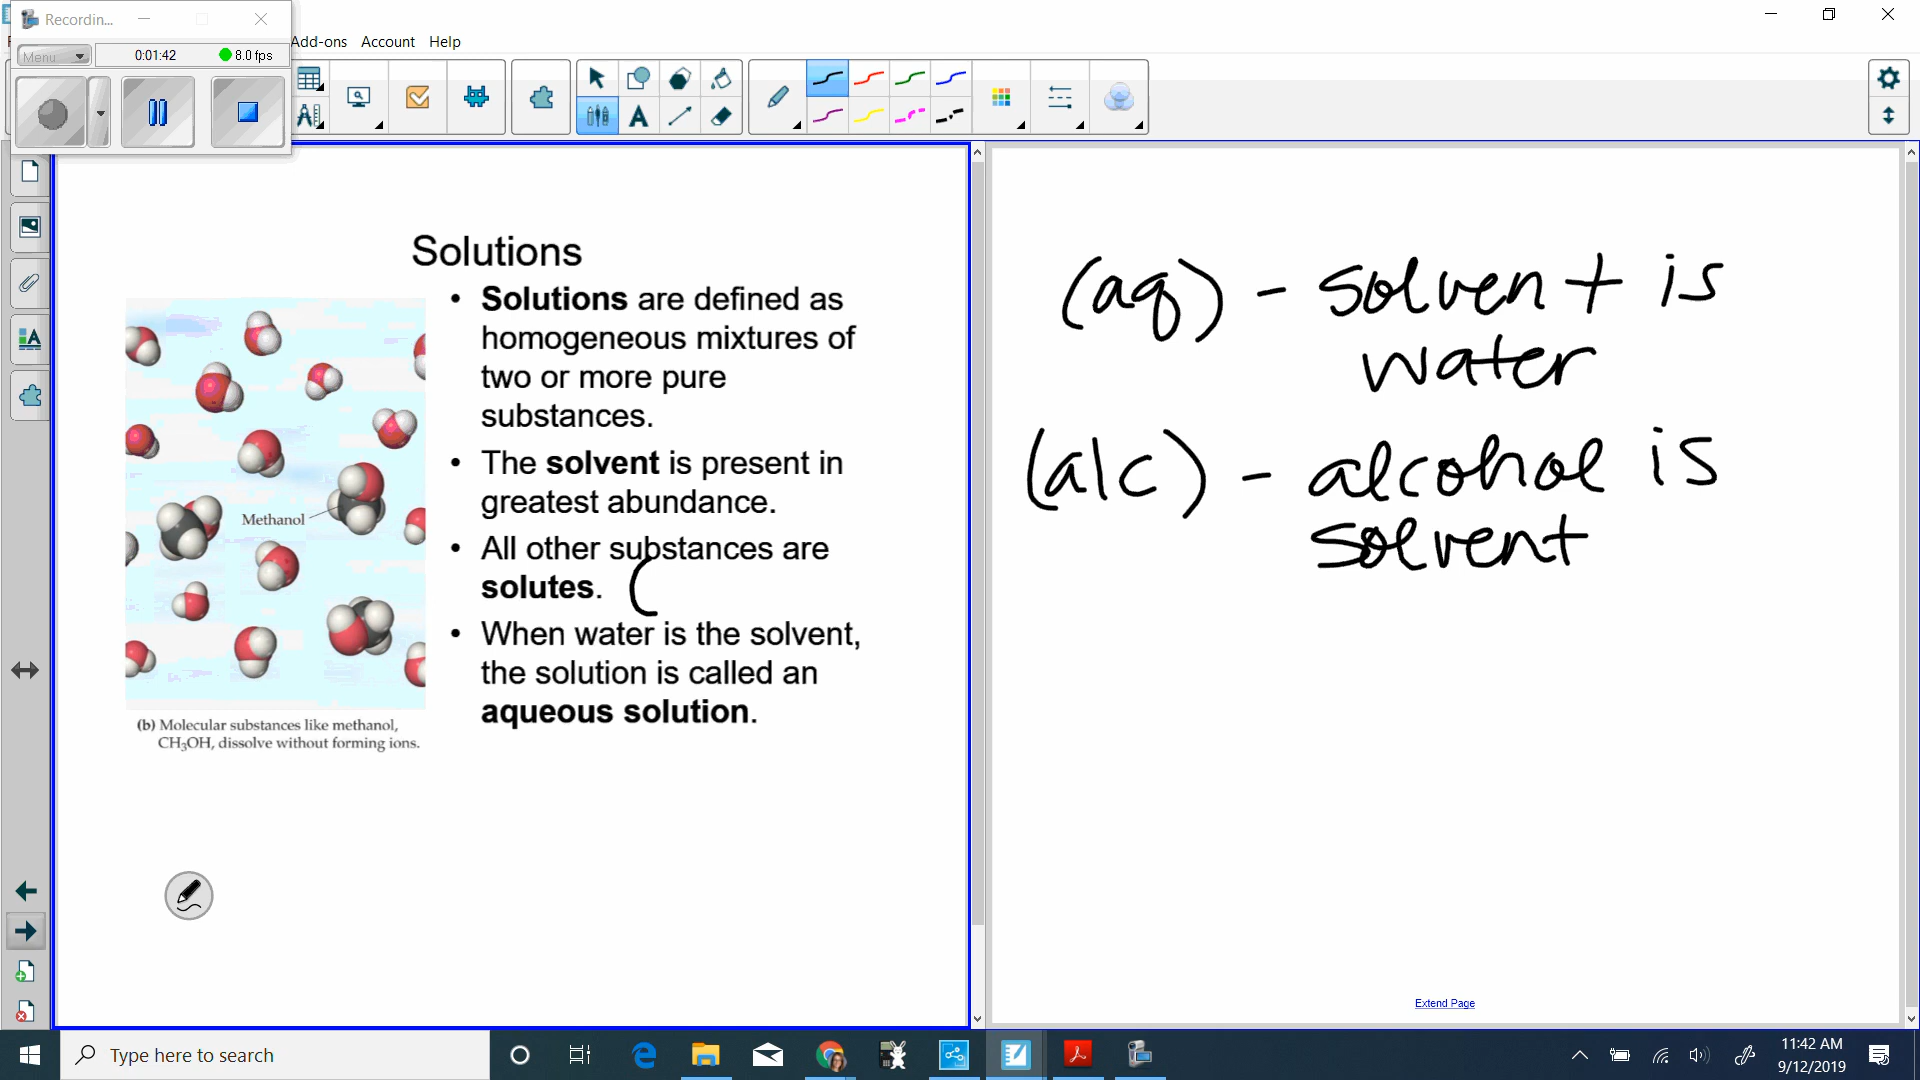 Recordin...
Menu
0:01:42
8.0 fps
Add-ons Account Help
Solutions
• Solutions are defined as
homogeneous mixtures of
two or more pure
substances.
• The solvent is present in
greatest abundance.
• All other substances are
solutes. (
• When water is the solvent,
the solution is called an
aqueous solution.
Methanol
(b) Molecular substances like methanol,
CH₃OH, dissolve without forming ions.
(aq) - solvent is
water
(alc) - alcohol is
solvent
Extend Page
Type here to search
11:42 AM
9/12/2019